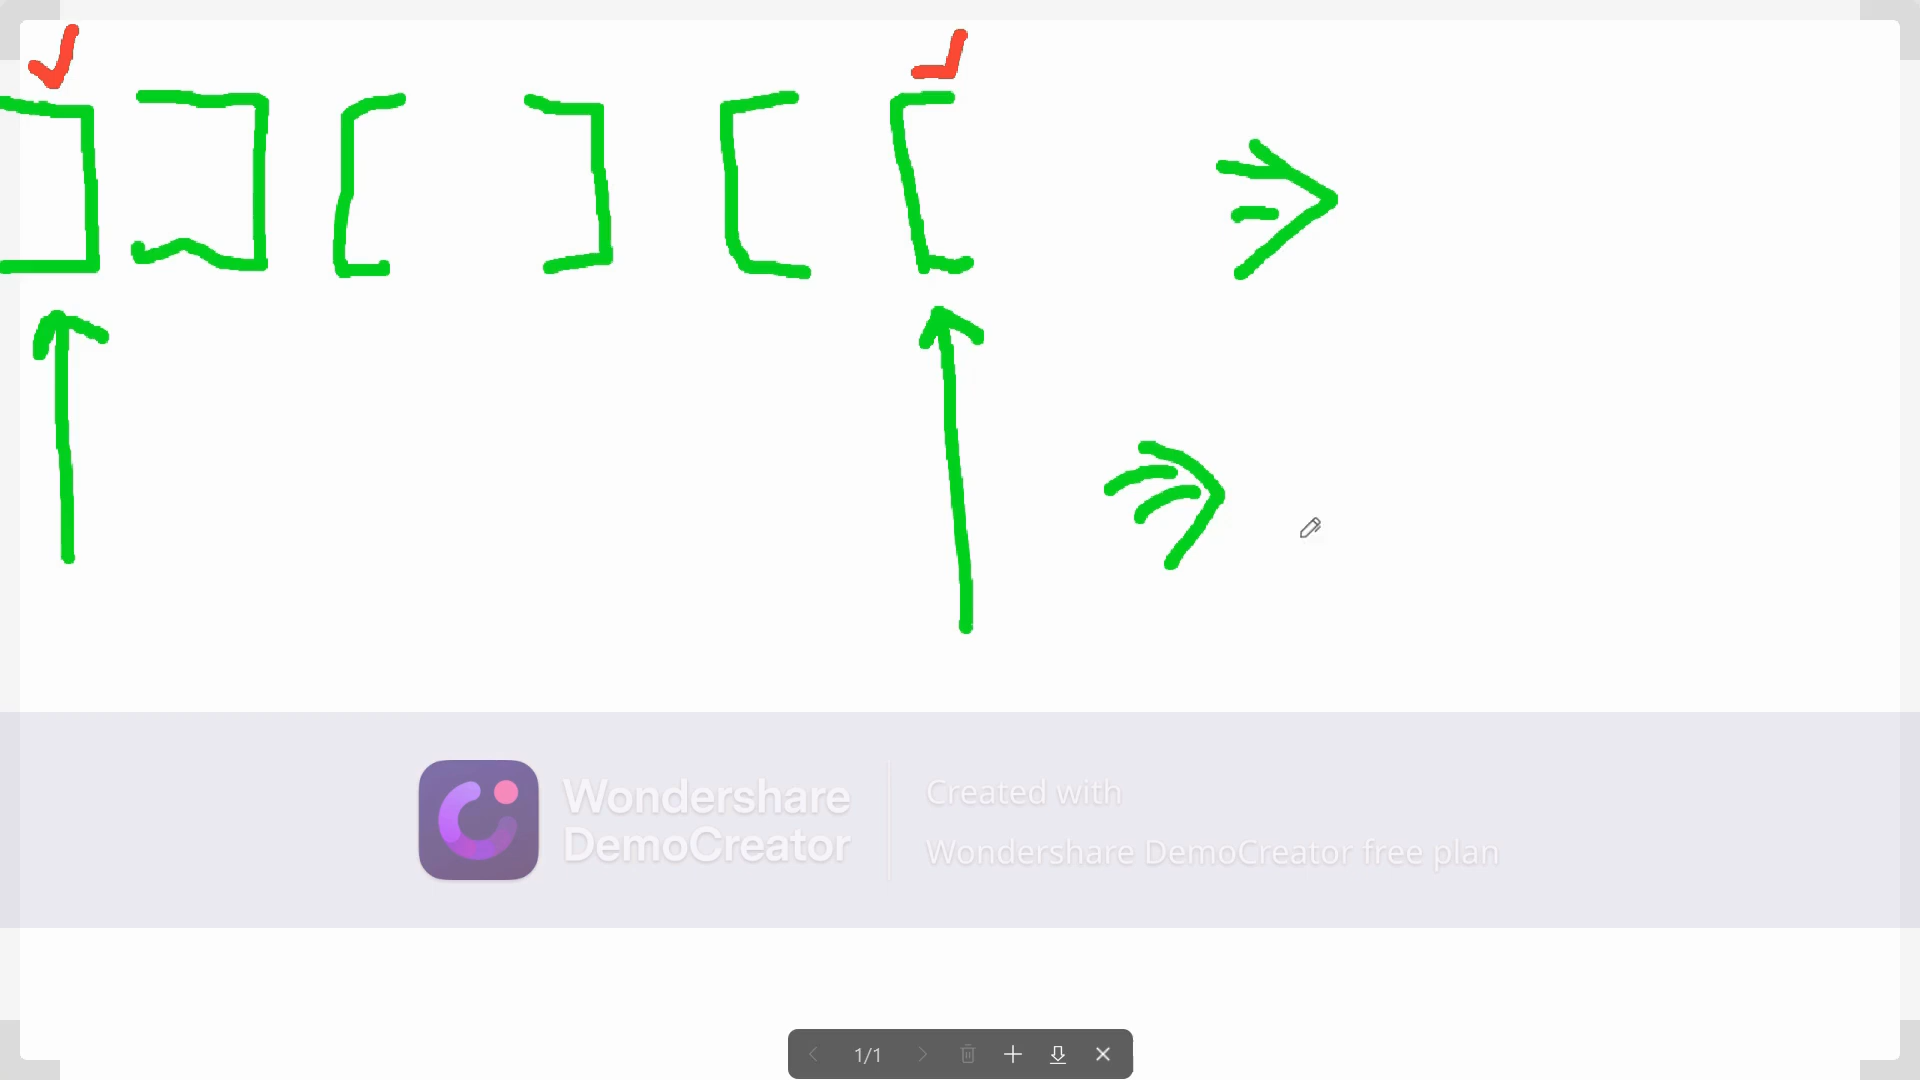 ] ] [ ] [ [
Wondershare
DemoCreator
Created with
Wondershare DemoCreator free plan
1/1